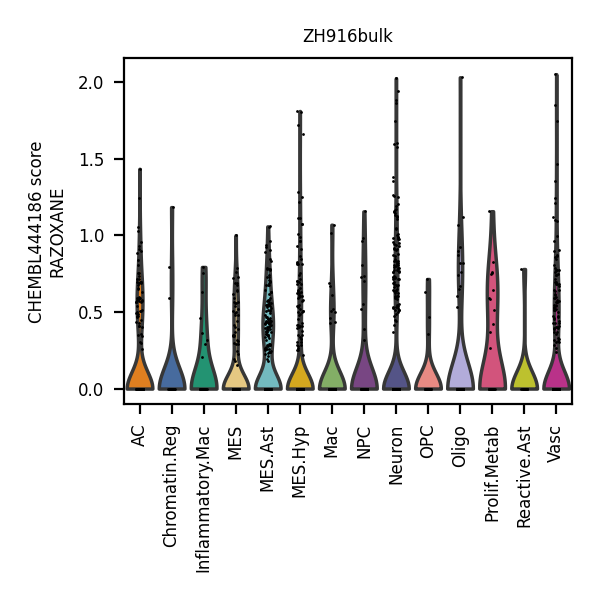 ZH916bulk
CHEMBL444186 score
RAZOXANE
2.0
1.5
1.0
0.5
0.0
AC
Chromatin.Reg
Inflammatory.Mac
MES
MES.Ast
MES.Hyp
Mac
NPC
Neuron
OPC
Oligo
Prolif.Metab
Reactive.Ast
Vasc